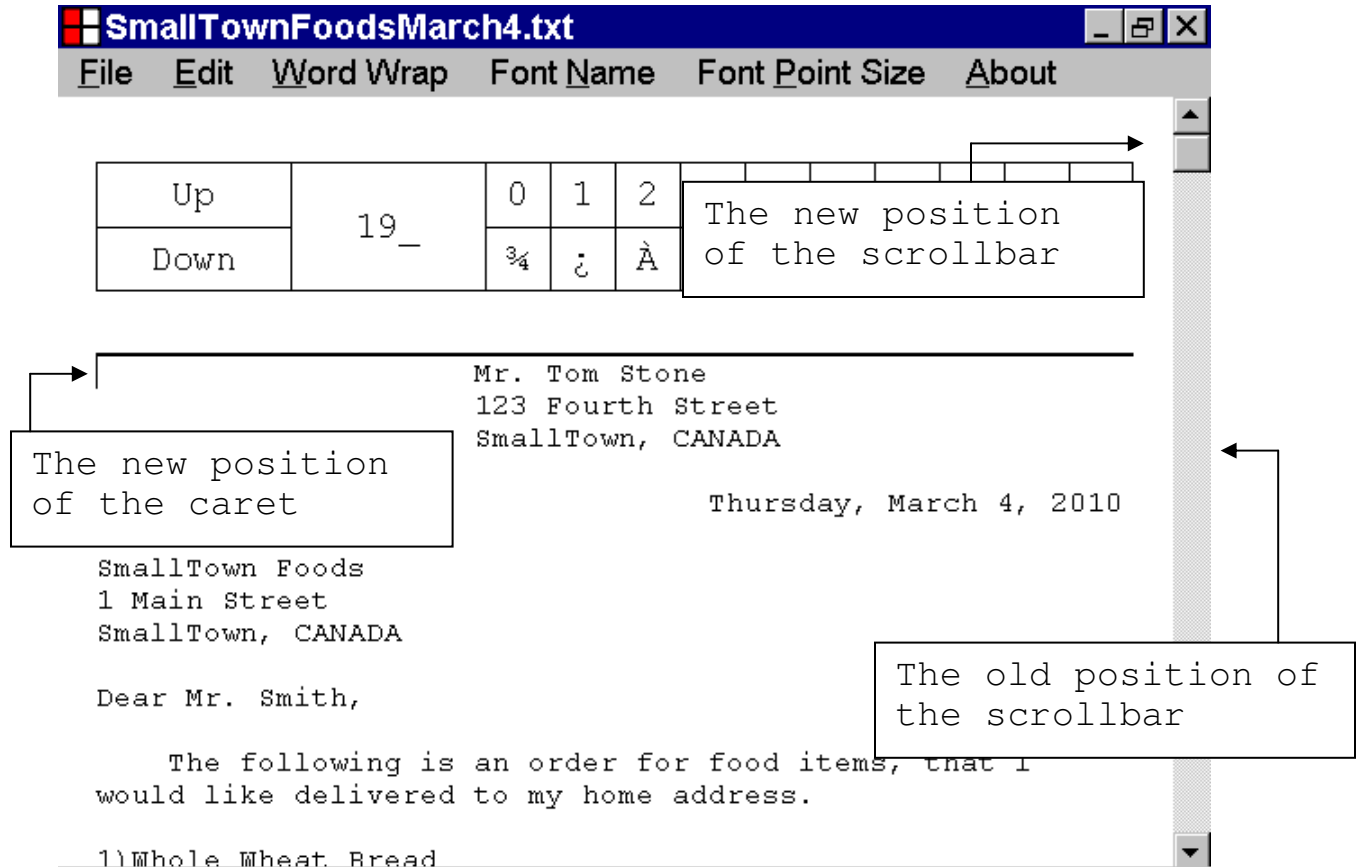 SmallTownFoodsMarch4.txt
File Edit Word Wrap Font Name Font Point Size About
Up 19_ 0 1 2
Down ¾ ¿ À
The new position
of the scrollbar
Mr. Tom Stone
123 Fourth Street
SmallTown, CANADA
The new position
of the caret
Thursday, March 4, 2010
SmallTown Foods
1 Main Street
SmallTown, CANADA
The old position of
the scrollbar
Dear Mr. Smith,
The following is an order for food items, that I
would like delivered to my home address.
1)Whole Wheat Bread